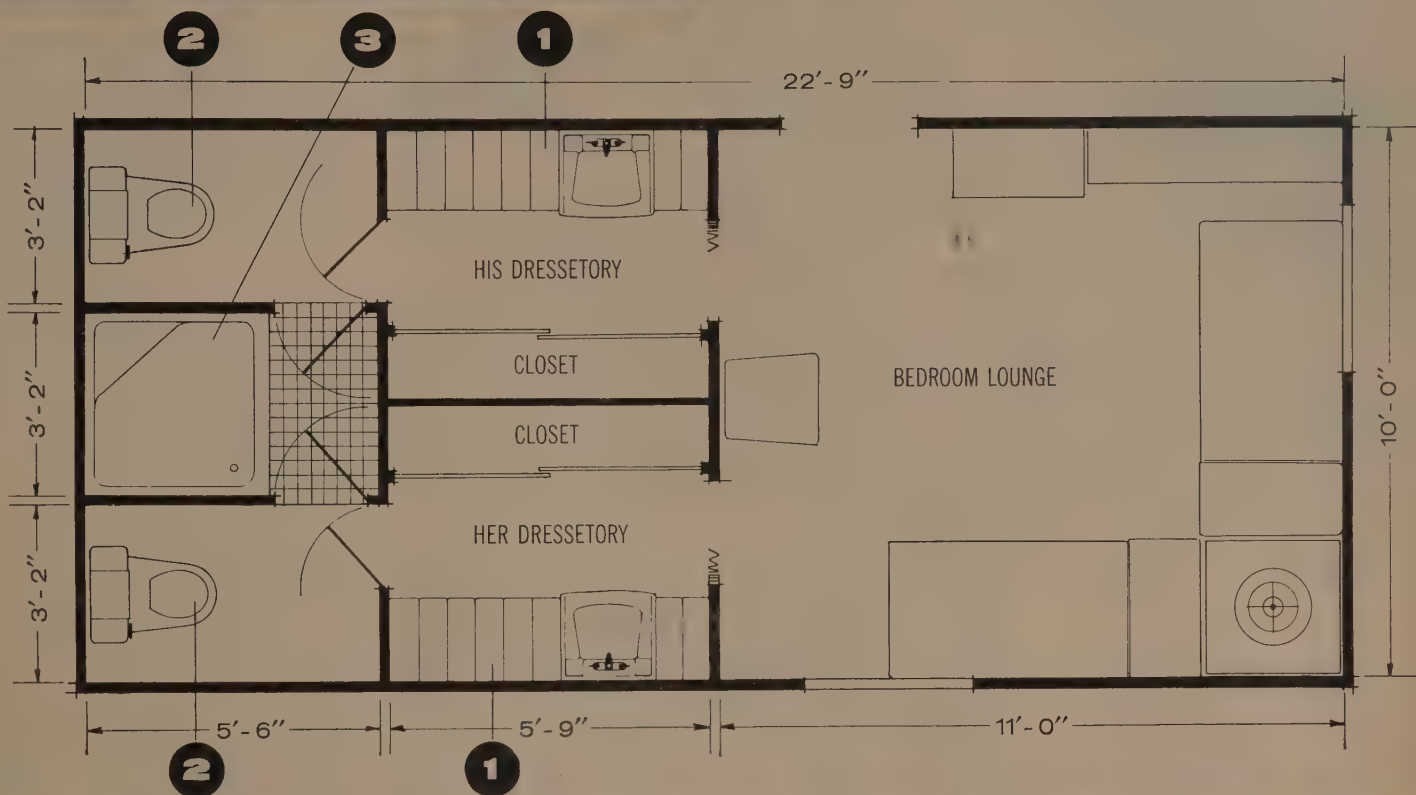 2
3
1
22'-9"
3'-2"
HIS DRESSETORY
CLOSET
BEDROOM LOUNGE
3'-2"
10'-0"
CLOSET
HER DRESSETORY
3'-2"
5'-6"
5'-9"
11'-0"
2
1